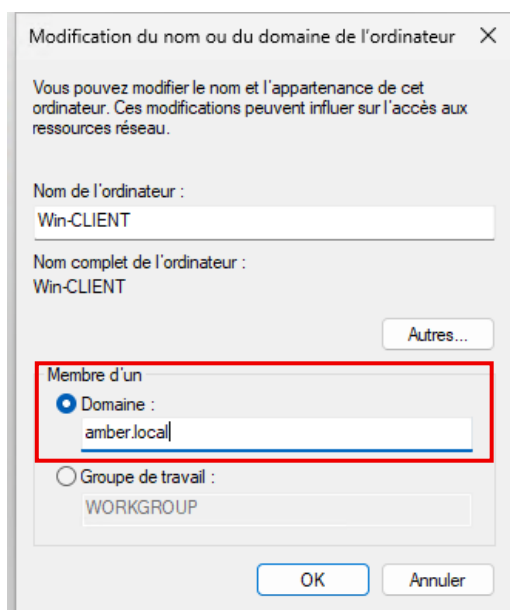 Modification du nom ou du domaine de l'ordinateur
Vous pouvez modifier le nom et l'appartenance de cet
ordinateur. Ces modifications peuvent influer sur l'accès aux
ressources réseau.
Nom de l'ordinateur :
Win-CLIENT
Nom complet de l'ordinateur :
Win-CLIENT
Autres...
Membre d'un
Domaine :
amber.local
Groupe de travail :
WORKGROUP
OK Annuler